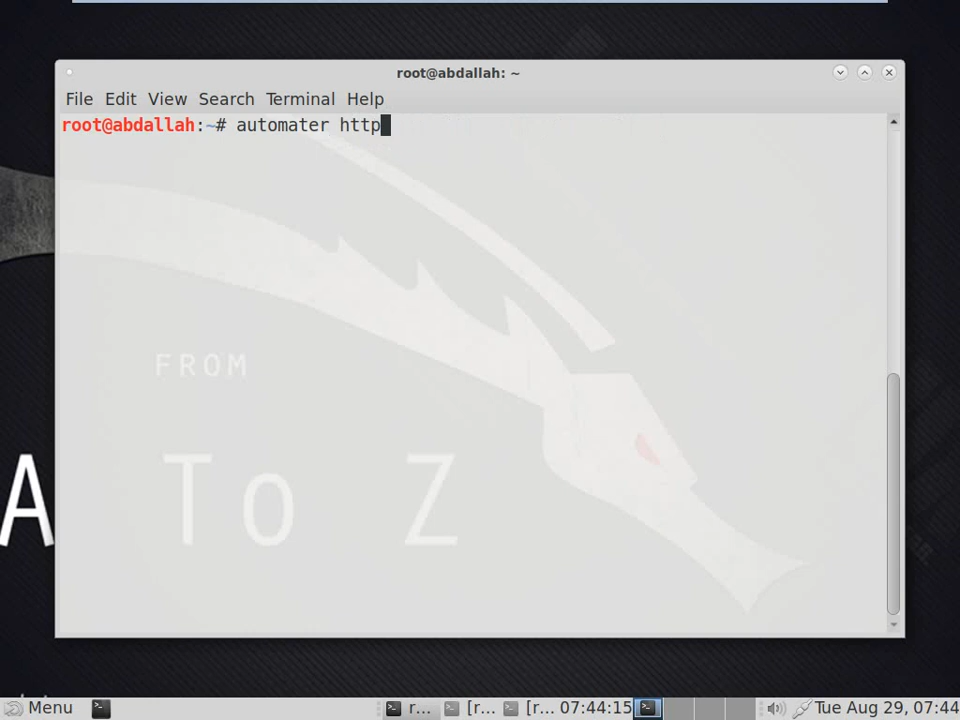 root@abdallah: ~
File Edit View Search Terminal Help
root@abdallah:~# automater http
FROM
A To Z
Menu
r...
[r...
[r...
07:44:15
Tue Aug 29, 07:44